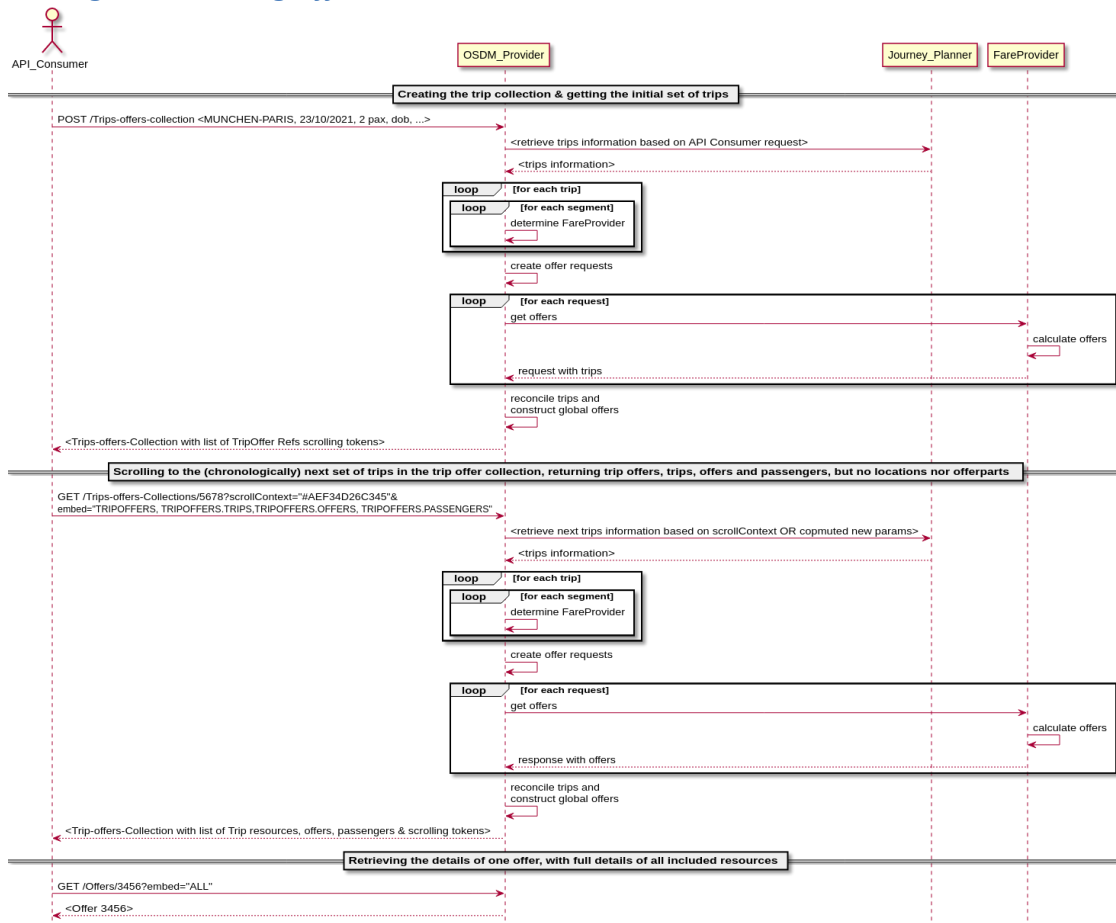 API_Consumer
OSDM_Provider
Journey_Planner
FareProvider
Creating the trip collection & getting the initial set of trips
POST /Trips-offers-collection <MUNCHEN-PARIS, 23/10/2021, 2 pax, dob, ...>
<retrieve trips information based on API Consumer request>
<trips information>
loop [for each trip]
loop [for each segment]
determine FareProvider
create offer requests
loop [for each request]
get offers
calculate offers
request with trips
reconcile trips and
construct global offers
<Trips-offers-Collection with list of TripOffer Refs scrolling tokens>
Scrolling to the (chronologically) next set of trips in the trip offer collection, returning trip offers, trips, offers and passengers, but no locations nor offerparts
GET /Trips-offers-Collections/5678?scrollContext="#AEF34D26C345"&
embed="TRIPOFFERS, TRIPOFFERS.TRIPS,TRIPOFFERS.OFFERS, TRIPOFFERS.PASSENGERS"
<retrieve next trips information based on scrollContext OR copmuted new params>
<trips information>
loop [for each trip]
loop [for each segment]
determine FareProvider
create offer requests
loop [for each request]
get offers
calculate offers
response with offers
reconcile trips and
construct global offers
<Trip-offers-Collection with list of Trip resources, offers, passengers & scrolling tokens>
Retrieving the details of one offer, with full details of all included resources
GET /Offers/3456?embed="ALL"
<Offer 3456>